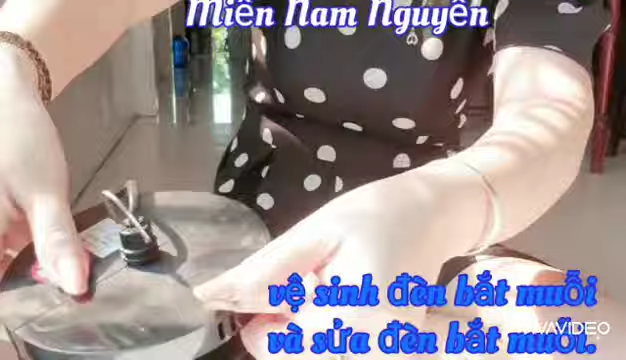 Miền Nam Nguyễn
vệ sinh đèn bắt muỗi
và sửa đèn bắt muỗi.
VIVAVIDEO